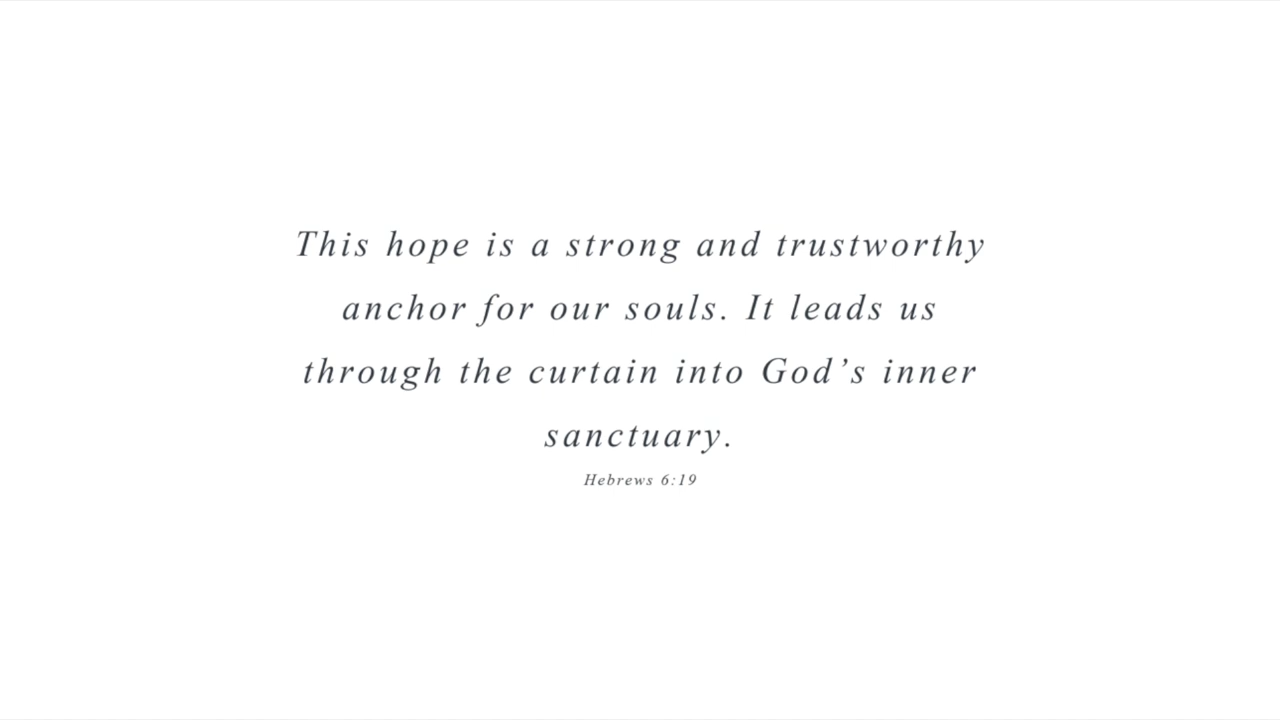 This hope is a strong and trustworthy
anchor for our souls. It leads us
through the curtain into God’s inner
sanctuary.
Hebrews 6:19